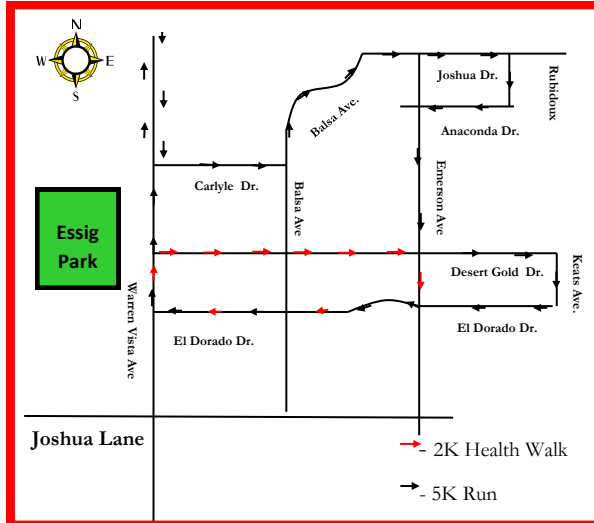 N
W
E
S
Joshua Dr.
Rubidoux
Balsa Ave.
Anaconda Dr.
Carlyle Dr.
Balsa Ave
Emerson Ave
Essig
Park
Desert Gold Dr.
Keats Ave.
Warren Vista Ave
El Dorado Dr.
El Dorado Dr.
Joshua Lane
- 2K Health Walk
- 5K Run